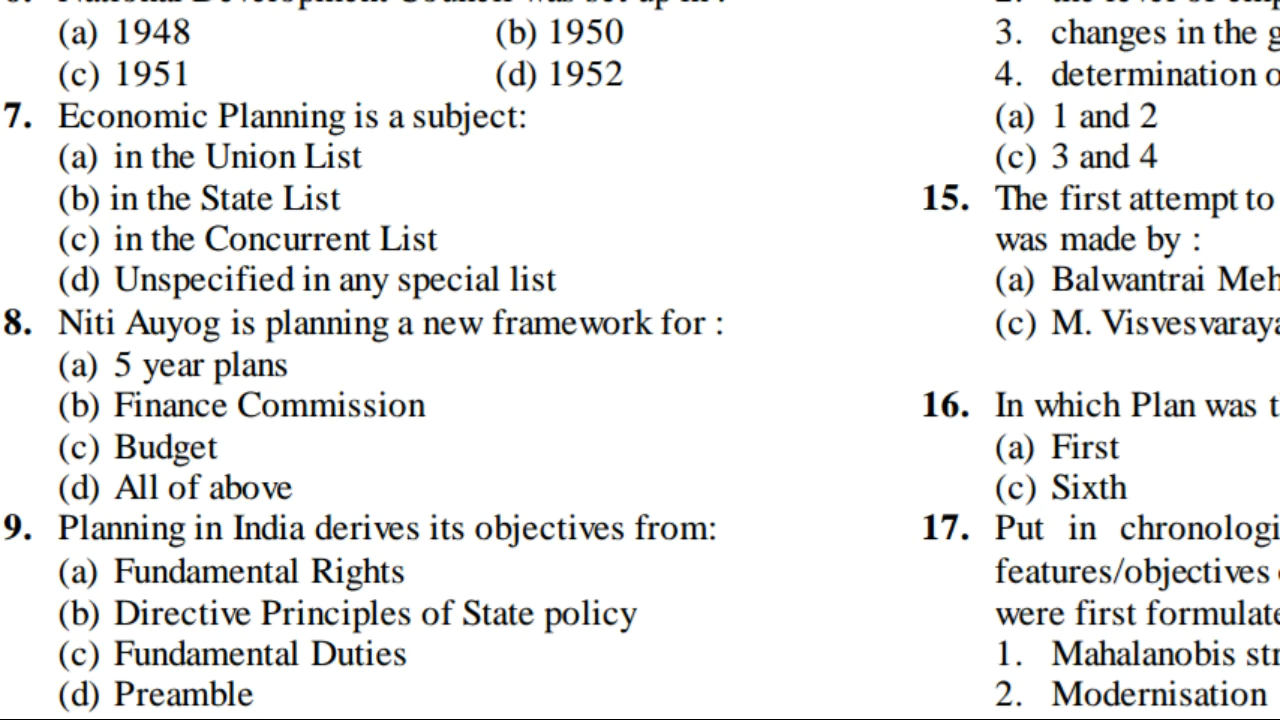 (a) 1948 (b) 1950
(c) 1951 (d) 1952
7. Economic Planning is a subject:
(a) in the Union List
(b) in the State List
(c) in the Concurrent List
(d) Unspecified in any special list
8. Niti Auyog is planning a new framework for :
(a) 5 year plans
(b) Finance Commission
(c) Budget
(d) All of above
9. Planning in India derives its objectives from:
(a) Fundamental Rights
(b) Directive Principles of State policy
(c) Fundamental Duties
(d) Preamble
3. changes in the
4. determination
(a) 1 and 2
(c) 3 and 4
15. The first attempt to
was made by :
(a) Balwantrai
(c) M.
16. In which Plan was
(a) First
(c) Sixth
17. Put in
features/objectives
were first
1. Mahalanobis
2. Modernisation